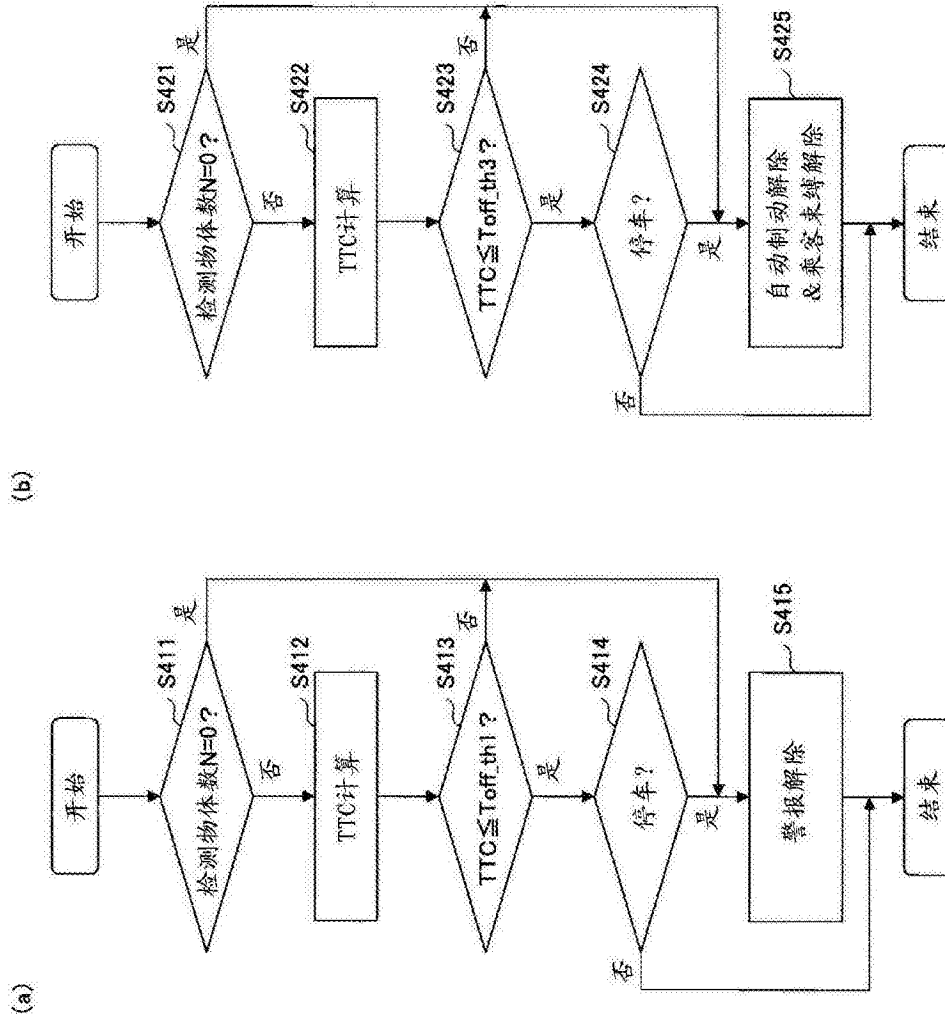 (a)
开始
检测物体数N=0?
S411
是
否
TTC计算
S412
TTC≦Toff_th1?
S413
否
是
停车?
S414
否
是
警报解除
S415
结束
(b)
开始
检测物体数N=0?
S421
是
否
TTC计算
S422
TTC≦Toff_th3?
S423
否
是
停车?
S424
否
是
自动制动解除
&乘客束缚解除
S425
结束